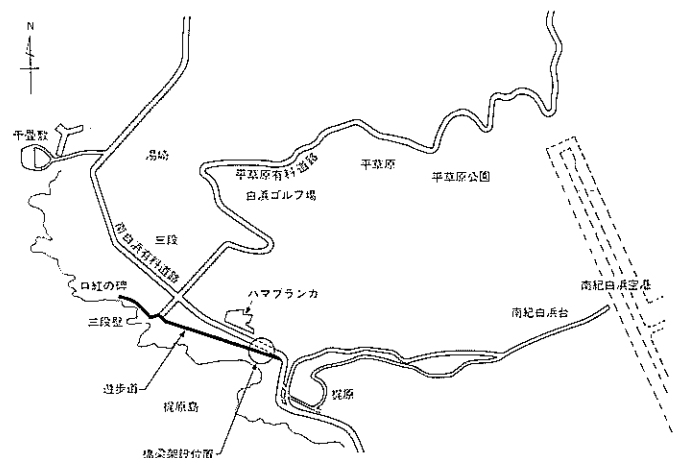 N
千畳敷
湯崎
平草原有料道路
平草原
白浜ゴルフ場
平草原公園
三段
南白浜有料道路
口紅の碑
ハマブランカ
南紀白浜空港
南紀白浜台
三段壁
遊歩道
梶原島
梶原
橋梁架設位置